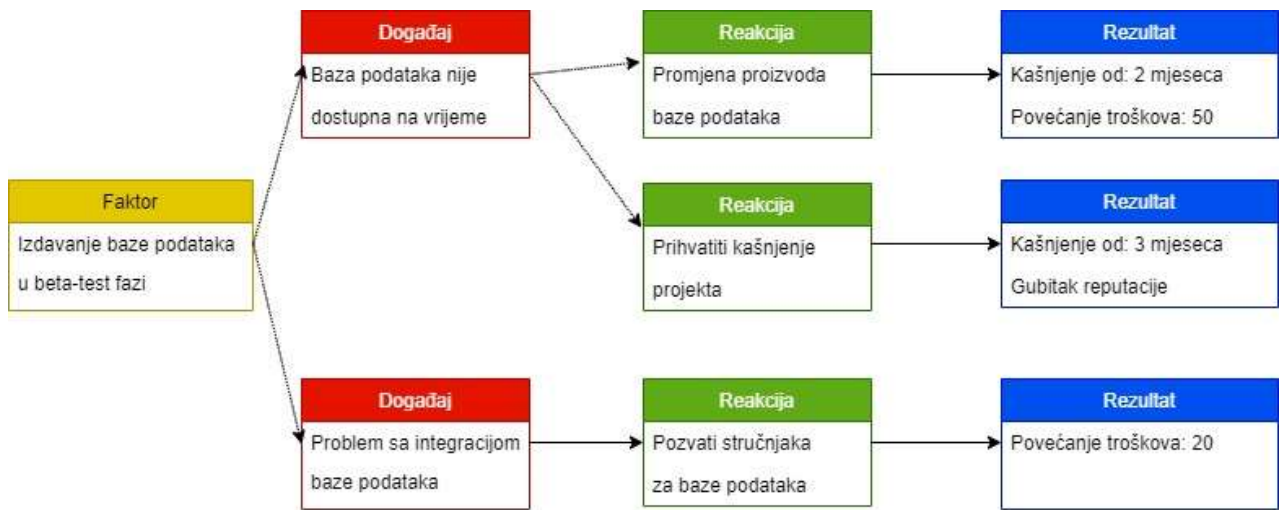 Događaj
Baza podataka nije
dostupna na vrijeme
Reakcija
Promjena proizvoda
baze podataka
Rezultat
Kašnjenje od: 2 mjeseca
Povećanje troškova: 50
Faktor
Izdavanje baze podataka
u beta-test fazi
Reakcija
Prihvatiti kašnjenje
projekta
Rezultat
Kašnjenje od: 3 mjeseca
Gubitak reputacije
Događaj
Problem sa integracijom
baze podataka
Reakcija
Pozvati stručnjaka
za baze podataka
Rezultat
Povećanje troškova: 20